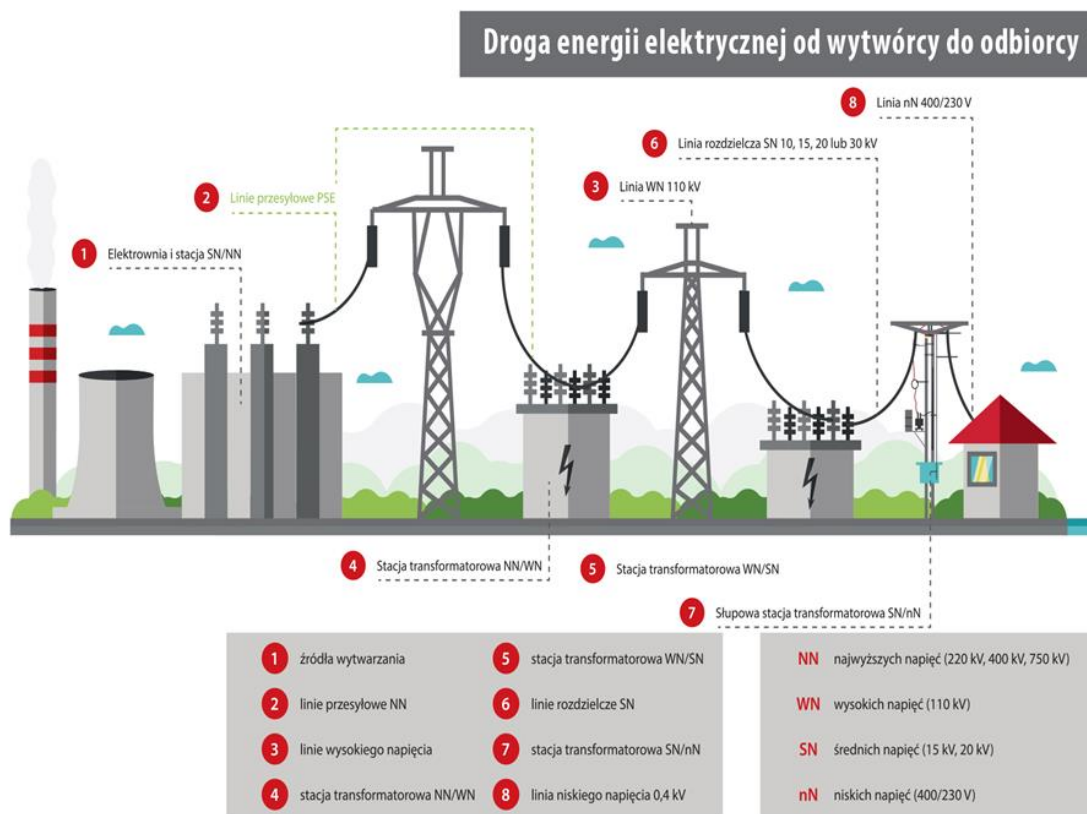 Droga energii elektrycznej od wytwórcy do odbiorcy
8 Linia nN 400/230 V
6 Linia rozdzielcza SN 10, 15, 20 lub 30 kV
3 Linia WN 110 kV
2 Linie przesyłowe PSE
1 Elektrownia i stacja SN/NN
4 Stacja transformatorowa NN/WN
5 Stacja transformatorowa WN/SN
7 Słupowa stacja transformatorowa SN/nN
1 źródła wytwarzania
2 linie przesyłowe NN
3 linie wysokiego napięcia
4 stacja transformatorowa NN/WN
5 stacja transformatorowa WN/SN
6 linie rozdzielcze SN
7 stacja transformatorowa SN/nN
8 linia niskiego napięcia 0,4 kV
NN najwyższych napięć (220 kV, 400 kV, 750 kV)
WN wysokich napięć (110 kV)
SN średnich napięć (15 kV, 20 kV)
nN niskich napięć (400/230 V)